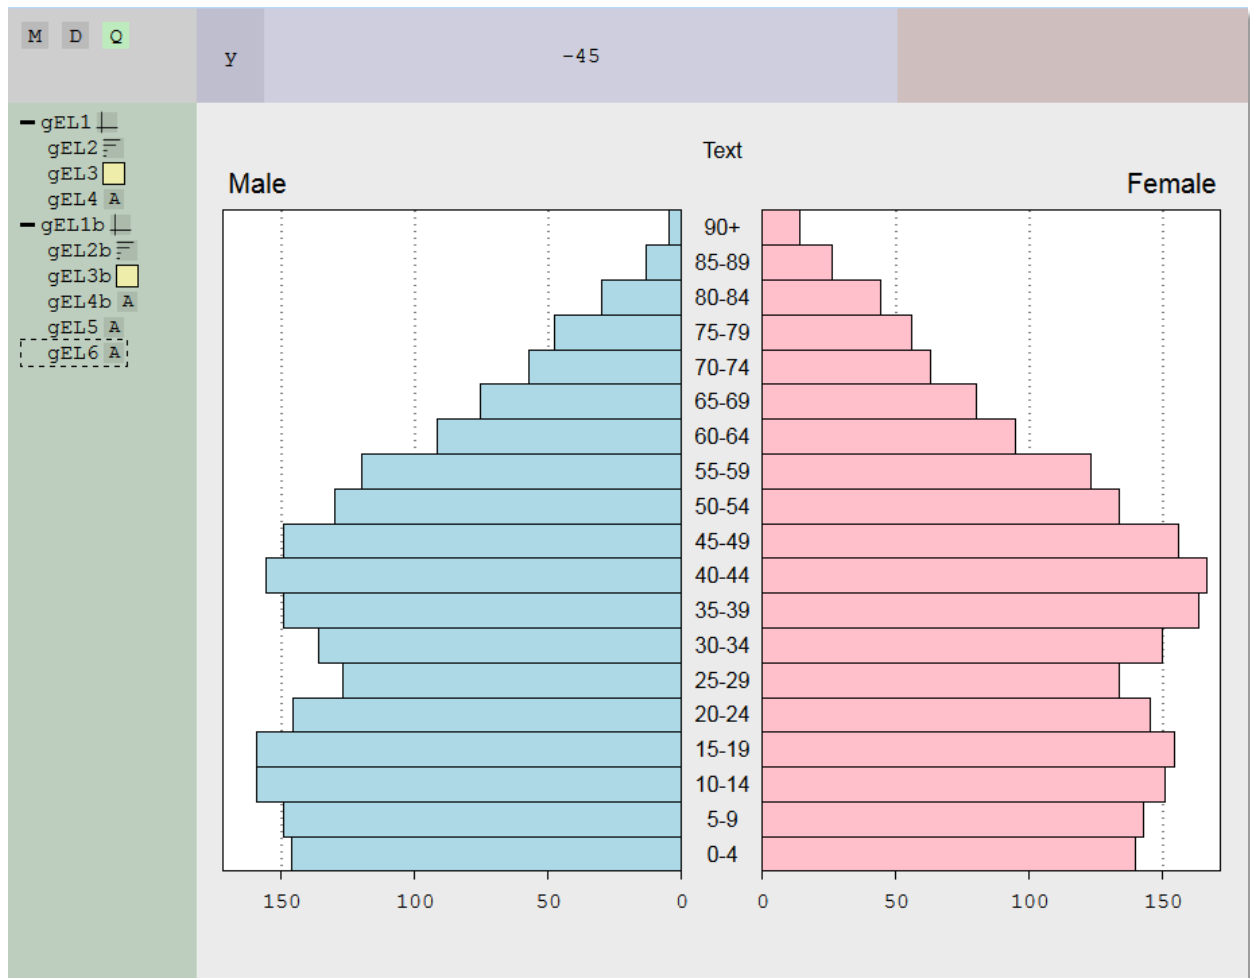 M D Q
y -45
gEL1
gEL2
gEL3
gEL4 A
gEL1b
gEL2b
gEL3b
gEL4b A
gEL5 A
gEL6 A
Text
Male Female
90+
85-89
80-84
75-79
70-74
65-69
60-64
55-59
50-54
45-49
40-44
35-39
30-34
25-29
20-24
15-19
10-14
5-9
0-4
150 100 50 0 0 50 100 150